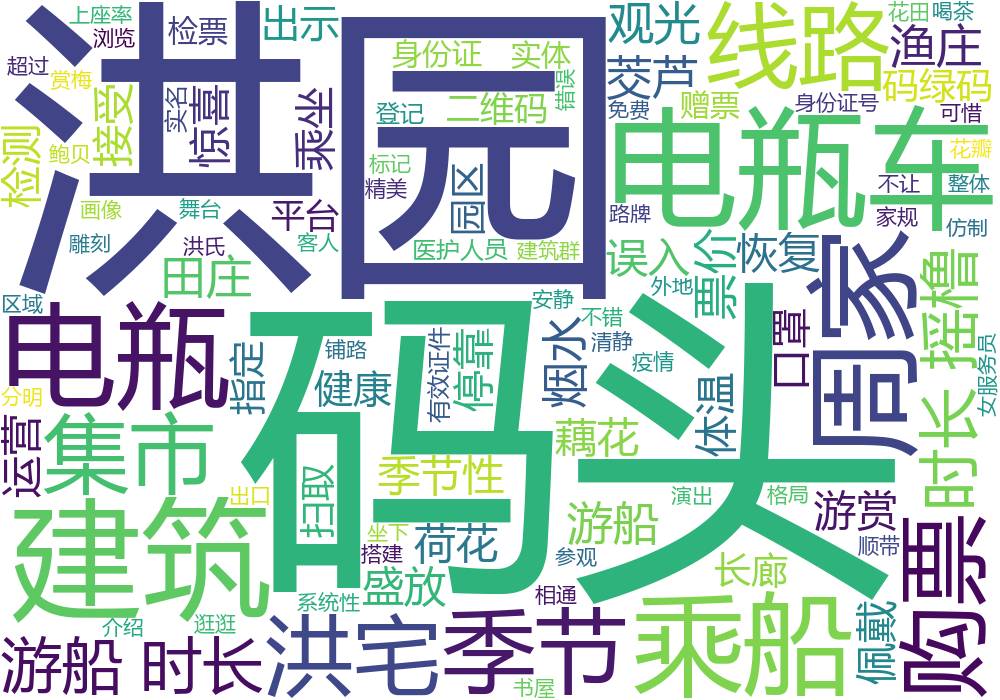 洪园
码头
电瓶车
周家
线路
电瓶
建筑
乘船
集市
洪宅
季节
购票
游船 时长
时长 摇橹
上座率
浏览
超过
赏梅
检票
出示
惊喜
实名
接受
检测
鲍贝
画像
雕刻
舞台
洪氏
区域
田庄
平台
客人
乘坐
身份证
实体
二维码
登记
标记
精美
错误
园区
医护人员
建筑群
观光
茭芦
免费
赠票
身份证号
渔庄
码绿码
花田
喝茶
可惜
花瓣
不让
整体
家规
仿制
路牌
误入
票价
恢复
外地
安静
不错
清静
疫情
口罩
女服务员
分明
指定
铺路
健康
有效证件
停靠
烟水
体温
藕花
运营
出口
扫取
季节性
坐下
搭建
荷花
盛放
系统性
参观
相通
游船
演出
格局
游赏
顺带
长廊
佩戴
介绍
逛逛
书屋